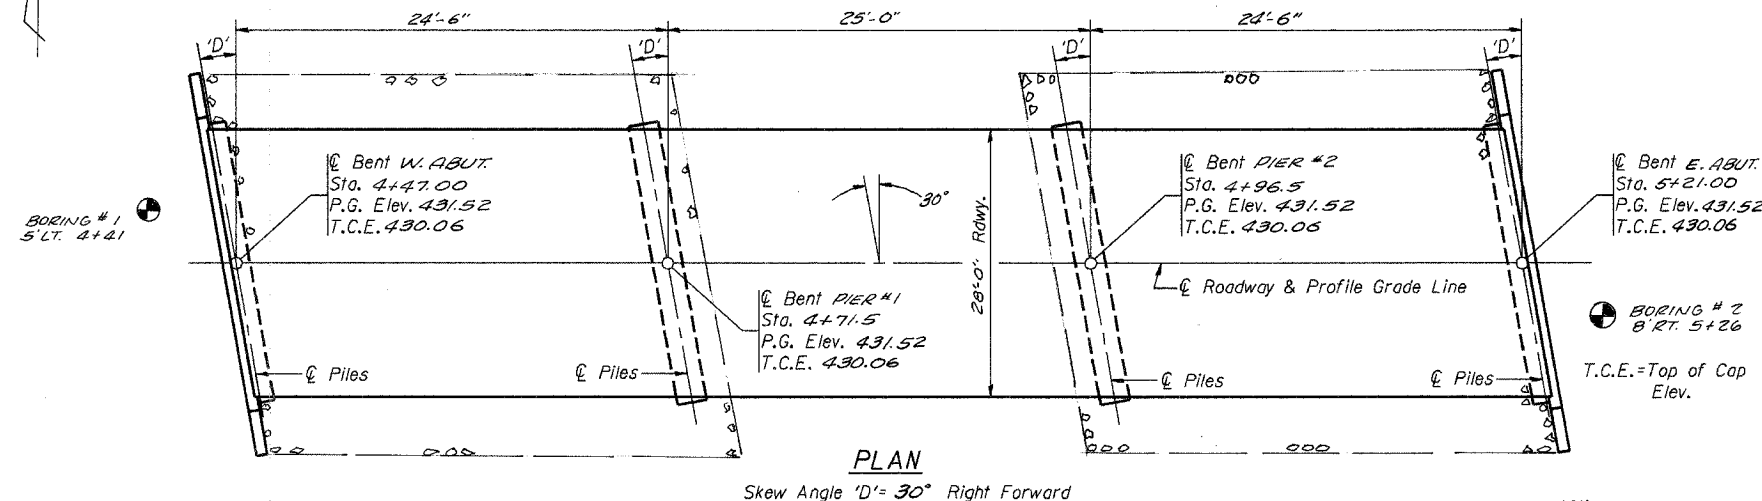 24'-6"
25'-0"
24'-6"
'D'
'D'
'D'
'D'
℄ Bent W. ABUT.
Sta. 4+47.00
P.G. Elev. 431.52
T.C.E. 430.06
30°
℄ Bent PIER #2
Sta. 4+96.5
P.G. Elev. 431.52
T.C.E. 430.06
℄ Bent E. ABUT.
Sta. 5+21.00
P.G. Elev. 431.52
T.C.E. 430.06
BORING #1
5'LT. 4+41
28'-0" Rdwy.
℄ Roadway & Profile Grade Line
℄ Bent PIER #1
Sta. 4+71.5
P.G. Elev. 431.52
T.C.E. 430.06
BORING #2
8'RT. 5+26
℄ Piles
℄ Piles
℄ Piles
℄ Piles
T.C.E.=Top of Cap
Elev.
PLAN
Skew Angle 'D'= 30° Right Forward